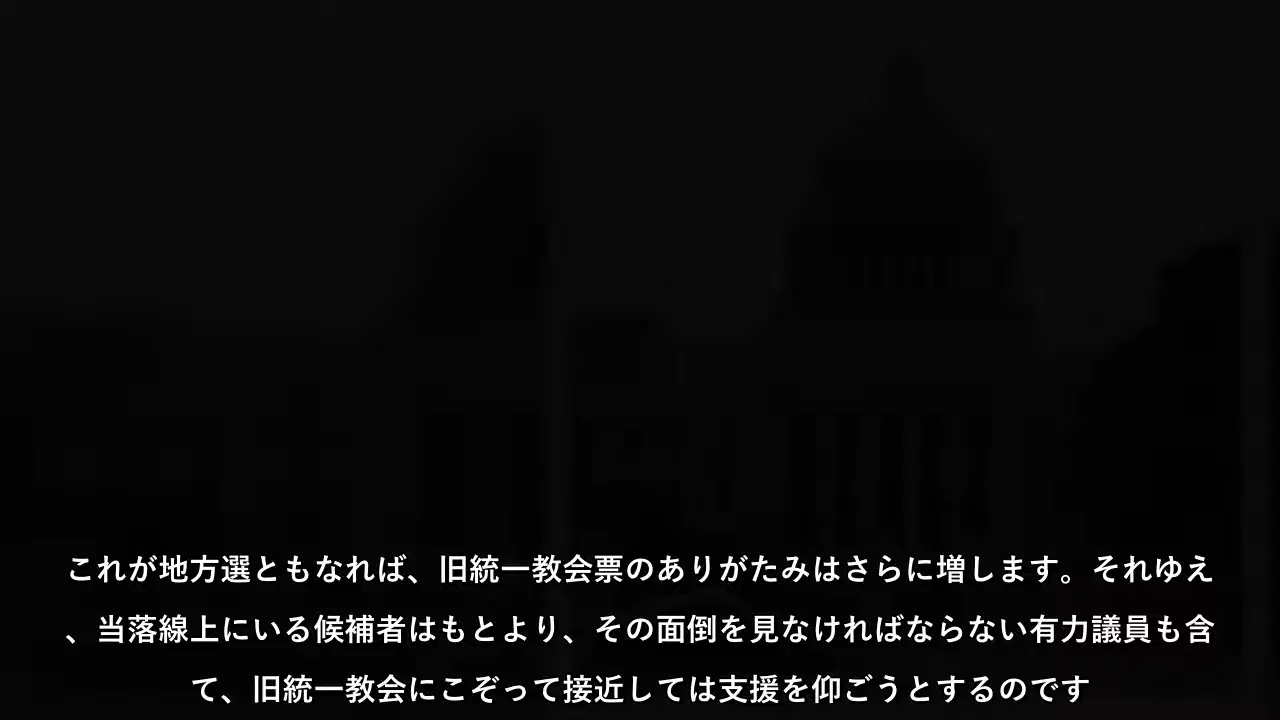 これが地方選ともなれば、旧統一教会票のありがたみはさらに増します。それゆえ
、当落線上にいる候補者はもとより、その面倒を見なければならない有力議員も含
て、旧統一教会にこぞって接近しては支援を仰ごうとするのです